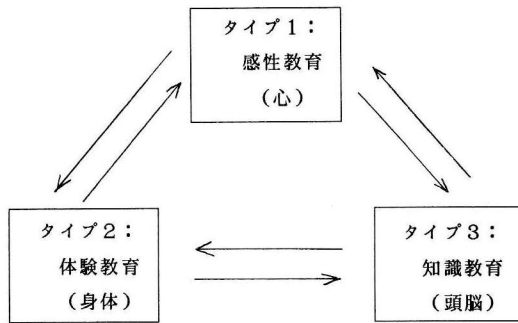 タイプ1:
感性教育
(心)
タイプ2:
体験教育
(身体)
タイプ3:
知識教育
(頭脳)